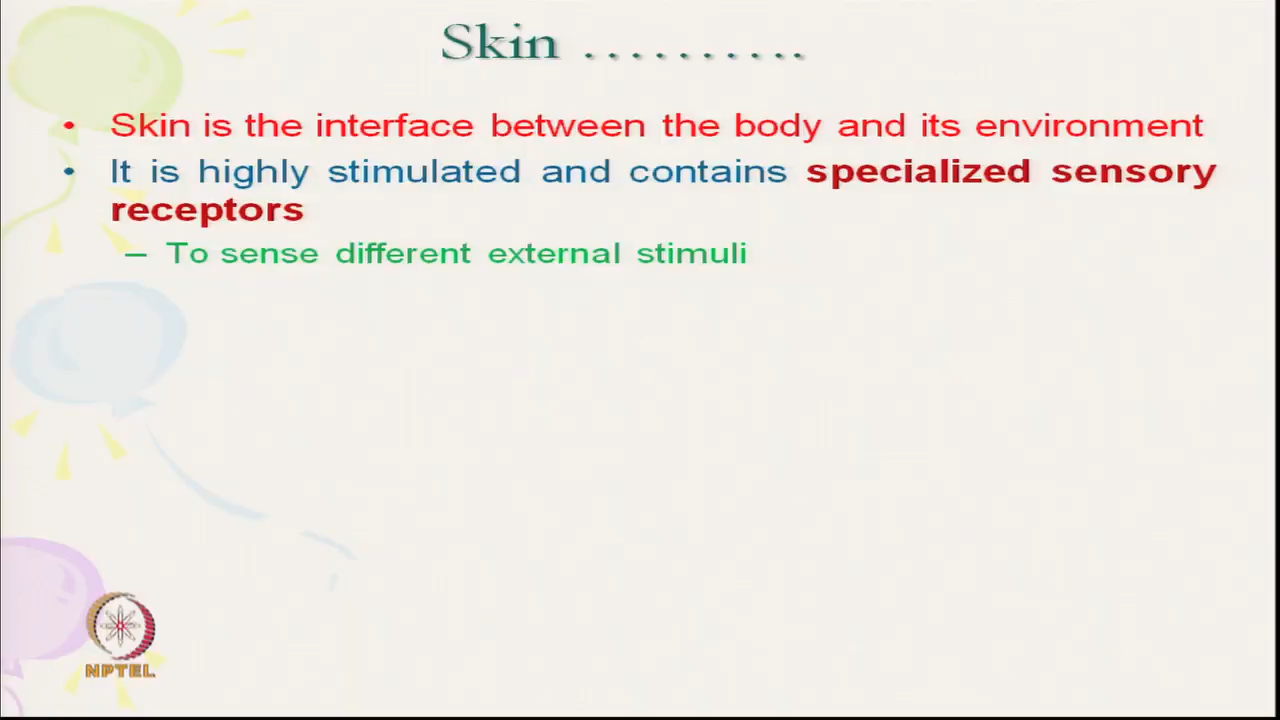 Skin ……….
• Skin is the interface between the body and its environment
• It is highly stimulated and contains specialized sensory
receptors
– To sense different external stimuli
NPTEL